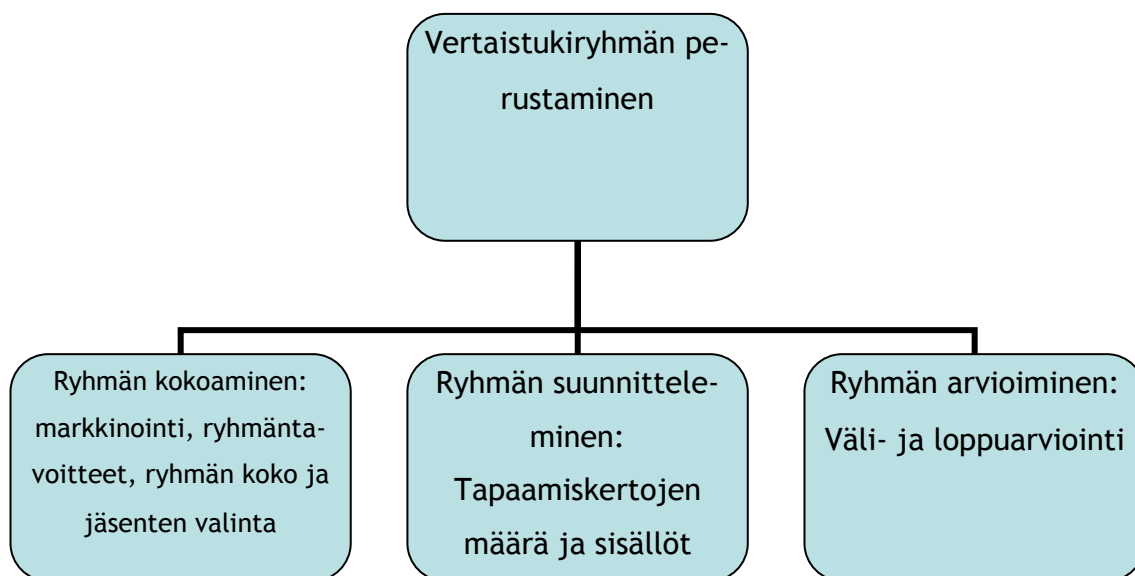 Vertaistukiryhmän pe-
rustaminen
Ryhmän kokoaminen:
markkinointi, ryhmänta-
voitteet, ryhmän koko ja
jäsenten valinta
Ryhmän suunnittele-
minen:
Tapaamiskertojen
määrä ja sisällöt
Ryhmän arvioiminen:
Väli- ja loppuarviointi